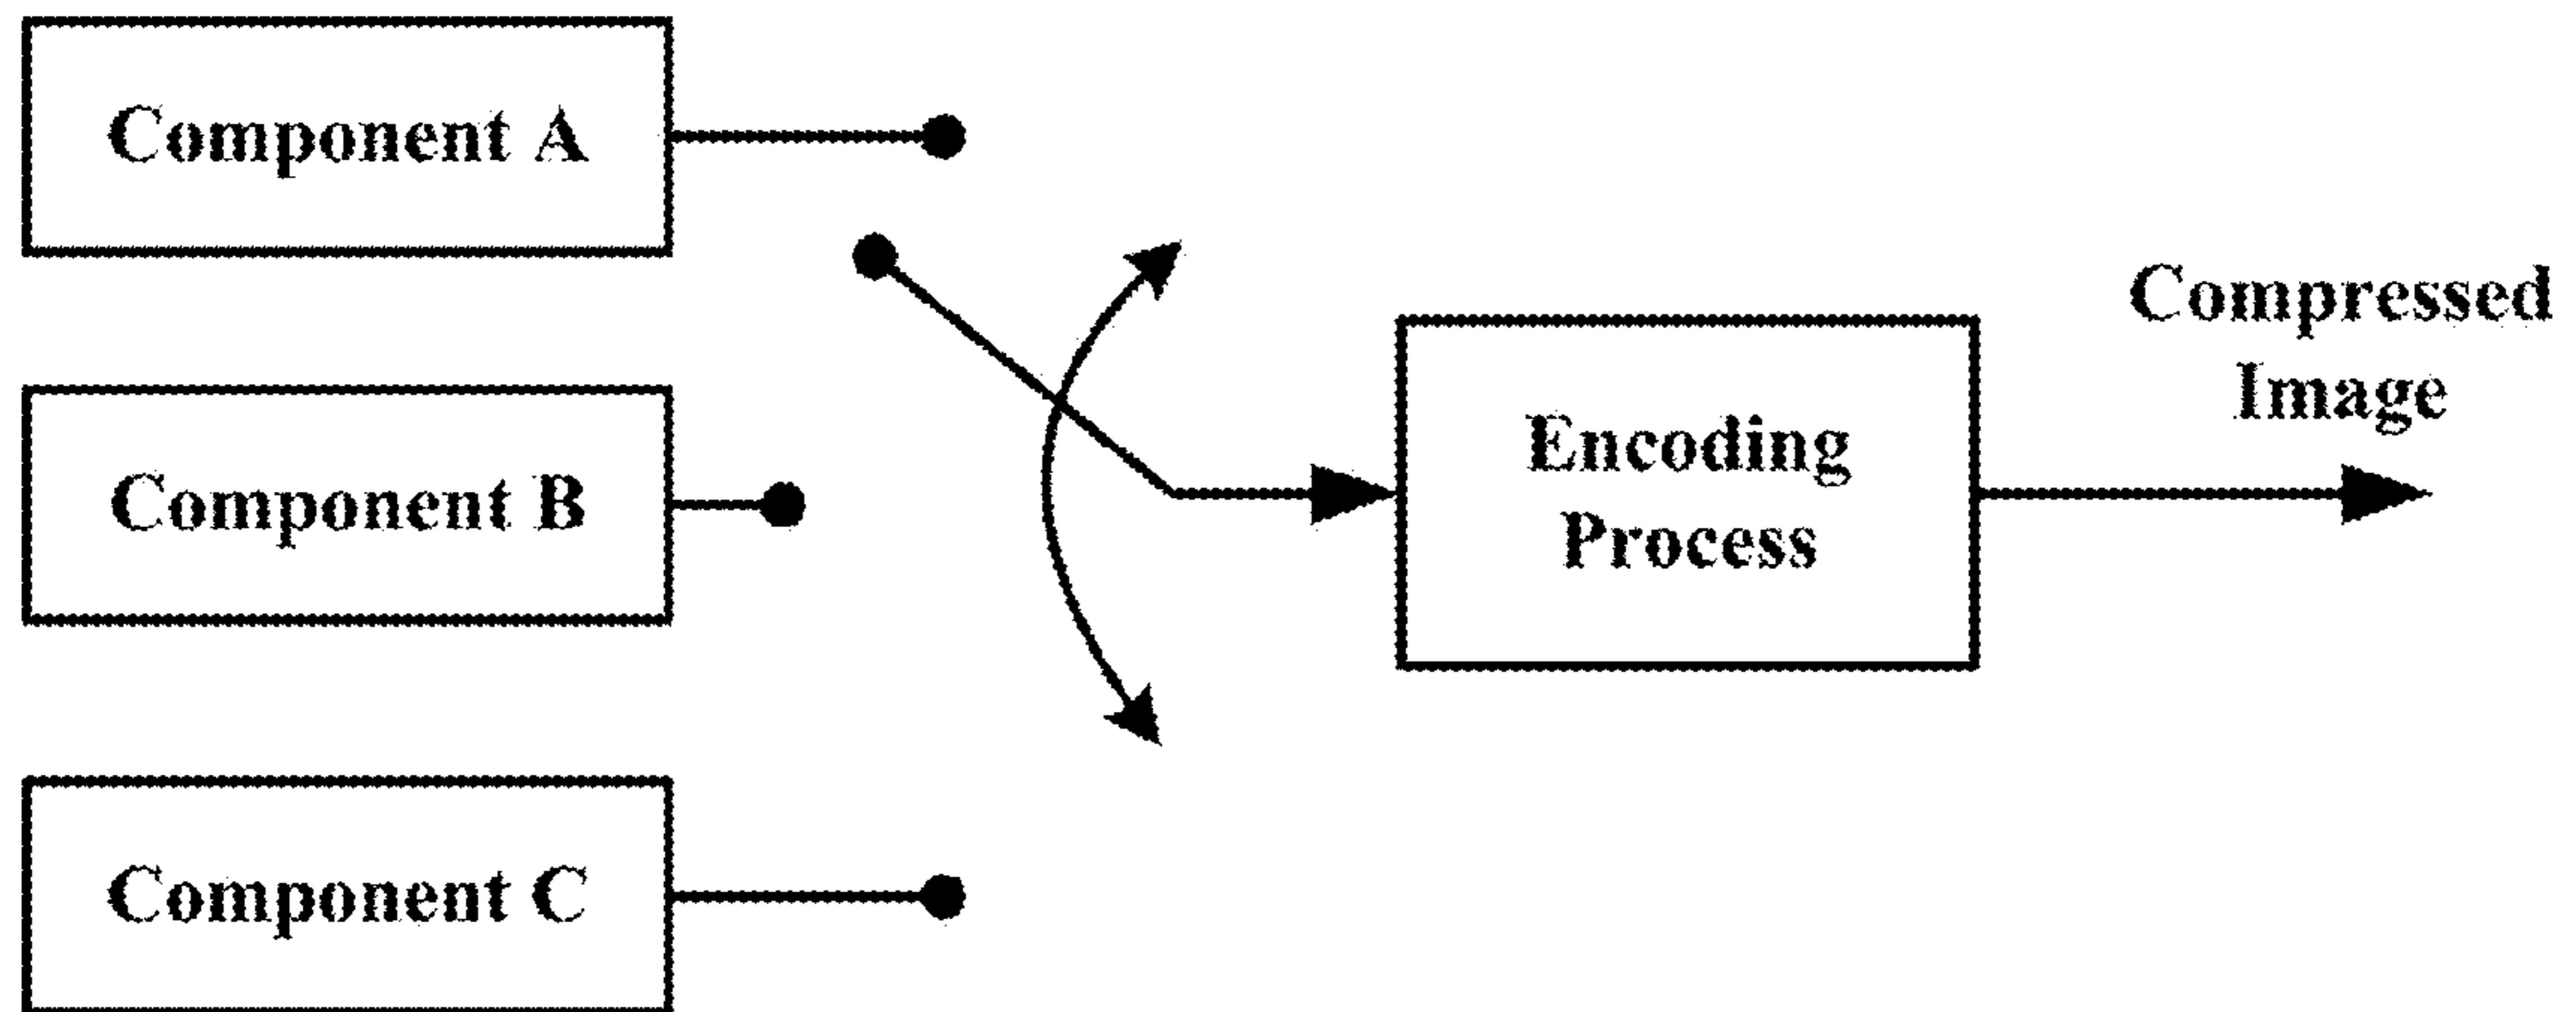 Component A
Component B
Component C
Encoding
Process
Compressed
Image